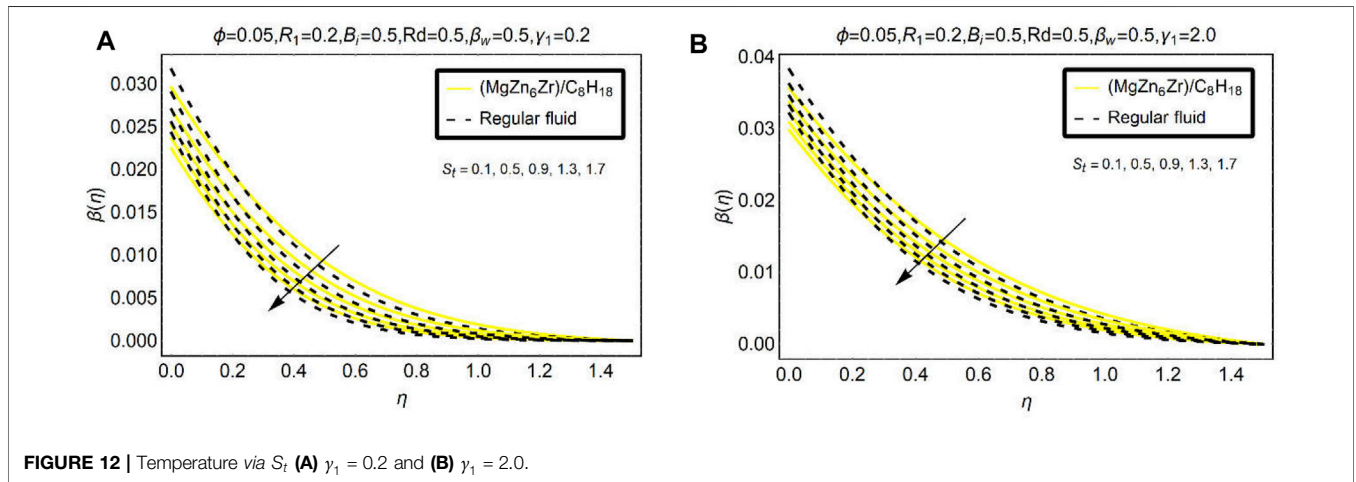 A
ϕ=0.05,R₁=0.2,Bᵢ=0.5,Rd=0.5,β_w=0.5,γ₁=0.2
0.030
0.025
0.020
0.015
0.010
0.005
0.000
β(η)
(MgZn₆Zr)/C₈H₁₈
Regular fluid
Sₜ = 0.1, 0.5, 0.9, 1.3, 1.7
0.0 0.2 0.4 0.6 0.8 1.0 1.2 1.4
η
B
ϕ=0.05,R₁=0.2,Bᵢ=0.5,Rd=0.5,β_w=0.5,γ₁=2.0
0.04
0.03
0.02
0.01
0.00
β(η)
(MgZn₆Zr)/C₈H₁₈
Regular fluid
Sₜ = 0.1, 0.5, 0.9, 1.3, 1.7
0.0 0.2 0.4 0.6 0.8 1.0 1.2 1.4
η
FIGURE 12 | Temperature via Sₜ (A) γ₁ = 0.2 and (B) γ₁ = 2.0.